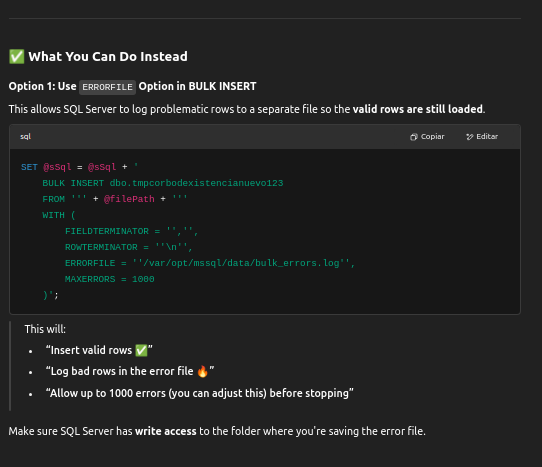 ✅ What You Can Do Instead
Option 1: Use ERRORFILE Option in BULK INSERT
This allows SQL Server to log problematic rows to a separate file so the valid rows are still loaded.
sql Copiar Editar
SET @sSql = @sSql + '
    BULK INSERT dbo.tmpcorbodexistencianuevo123
    FROM ''' + @filePath + '''
    WITH (
        FIELDTERMINATOR = '','',
        ROWTERMINATOR = ''\n'',
        ERRORFILE = ''/var/opt/mssql/data/bulk_errors.log'',
        MAXERRORS = 1000
    )';
This will:
• “Insert valid rows ✅”
• “Log bad rows in the error file 🔥”
• “Allow up to 1000 errors (you can adjust this) before stopping”
Make sure SQL Server has write access to the folder where you're saving the error file.